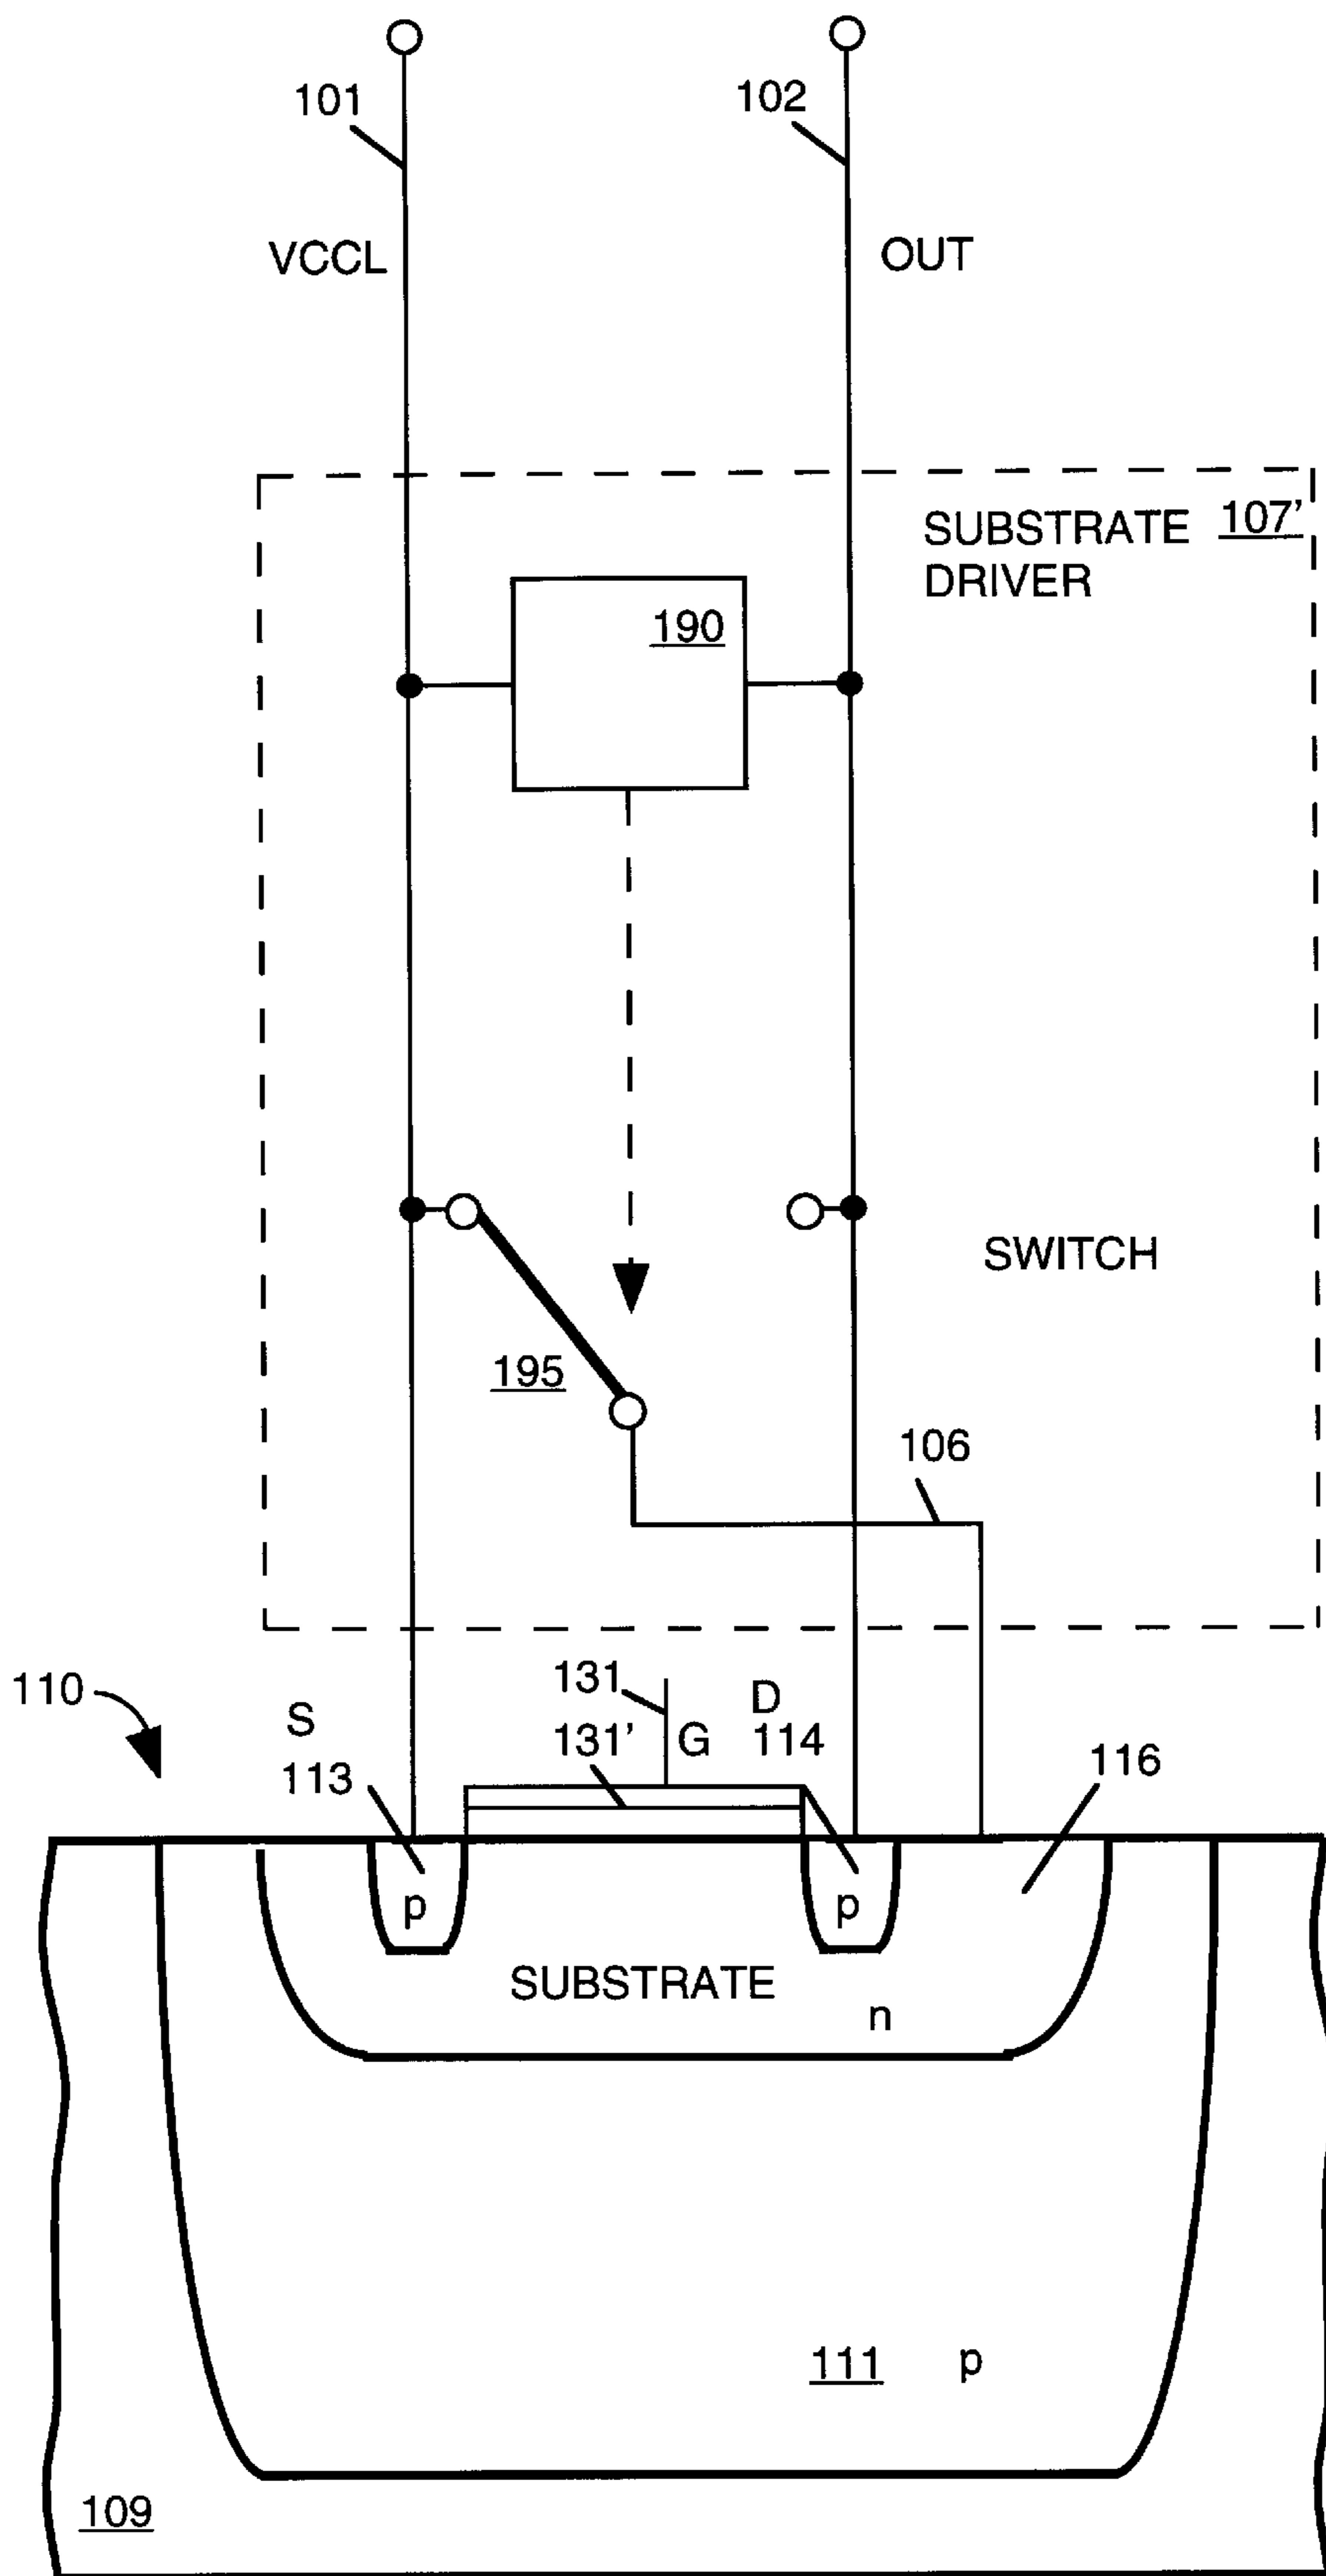 101
102
VCCL
OUT
SUBSTRATE 107'
DRIVER
190
SWITCH
195
106
110
S
131
D
131'
G
114
113
116
p
p
SUBSTRATE
n
111
p
109